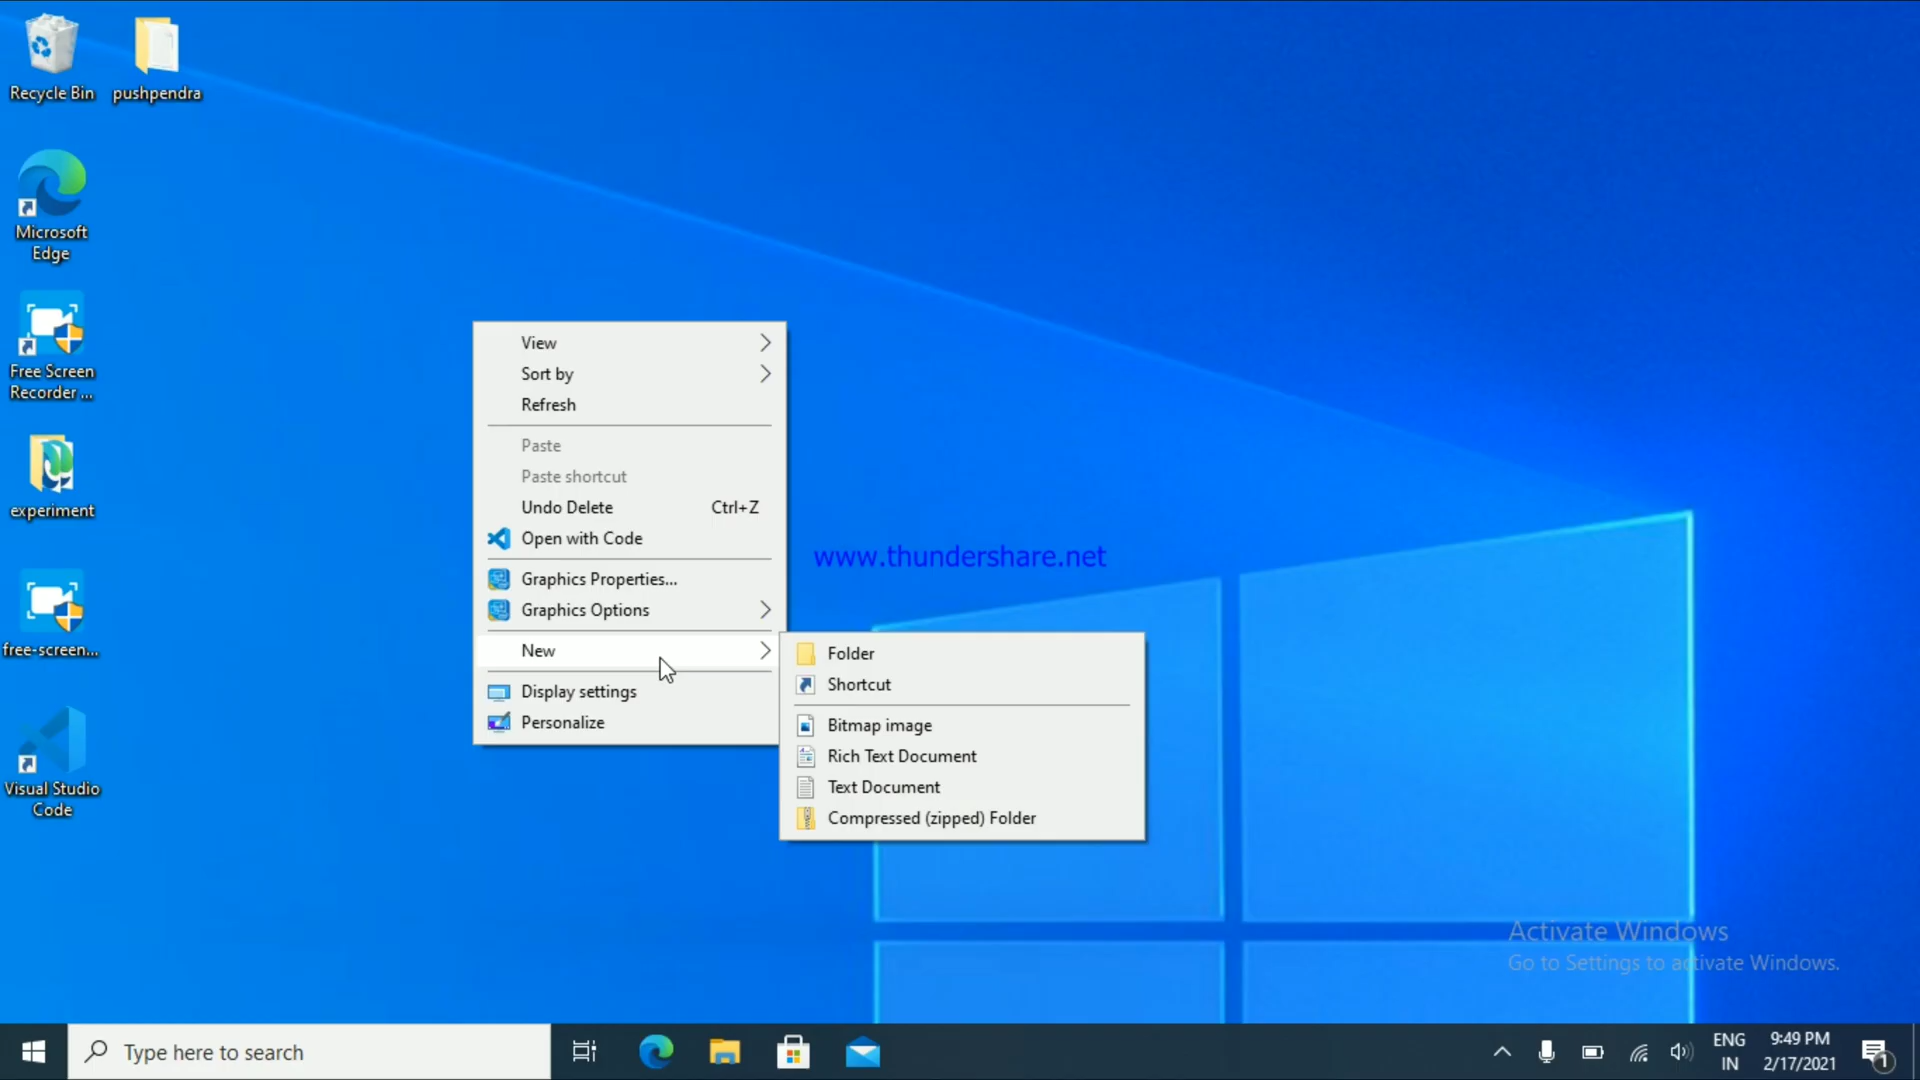 Recycle Bin
pushpendra
Microsoft
Edge
Free Screen
Recorder ...
experiment
free-screen...
Visual Studio
Code
View
Sort by
Refresh
Paste
Paste shortcut
Undo Delete Ctrl+Z
Open with Code
Graphics Properties...
Graphics Options
New
Display settings
Personalize
Folder
Shortcut
Bitmap image
Rich Text Document
Text Document
Compressed (zipped) Folder
www.thundershare.net
Activate Windows
Go to Settings to activate Windows.
Type here to search
ENG
IN
9:49 PM
2/17/2021
1